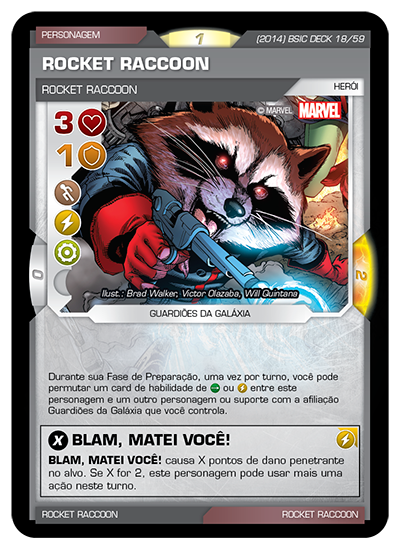 PERSONAGEM
1
(2014) BSIC DECK 18/59
ROCKET RACCOON
ROCKET RACCOON
HERÓI
© MARVEL
MARVEL
3
1
0
2
Ilust.: Brad Walker, Victor Olazaba, Will Quintana
GUARDIÕES DA GALÁXIA
Durante sua Fase de Preparação, uma vez por turno, você pode
permutar um card de habilidade de ou entre este
personagem e um outro personagem ou suporte com a afiliação
Guardiões da Galáxia que você controla.
X BLAM, MATEI VOCÊ!
BLAM, MATEI VOCÊ! causa X pontos de dano penetrante
no alvo. Se X for 2, este personagem pode usar mais uma
ação neste turno.
ROCKET RACCOON
ROCKET RACCOON